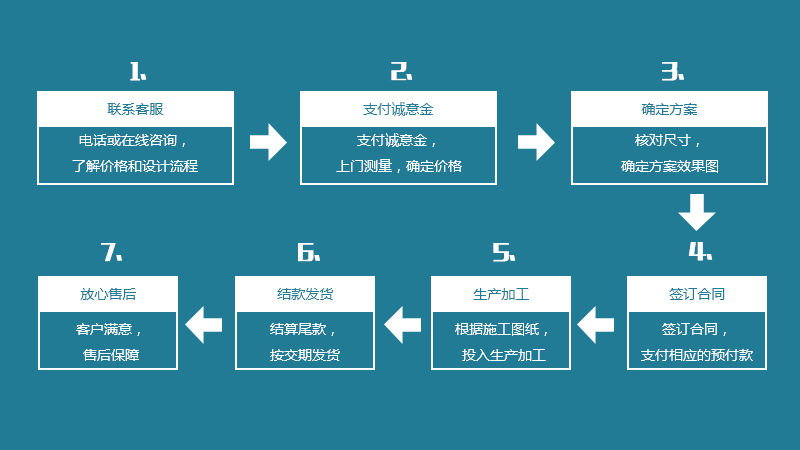 1.
联系客服
电话或在线咨询，
了解价格和设计流程
2.
支付诚意金
支付诚意金，
上门测量，确定价格
3.
确定方案
核对尺寸，
确定方案效果图
4.
签订合同
签订合同，
支付相应的预付款
5.
生产加工
根据施工图纸，
投入生产加工
6.
结款发货
结算尾款，
按交期发货
7.
放心售后
客户满意，
售后保障